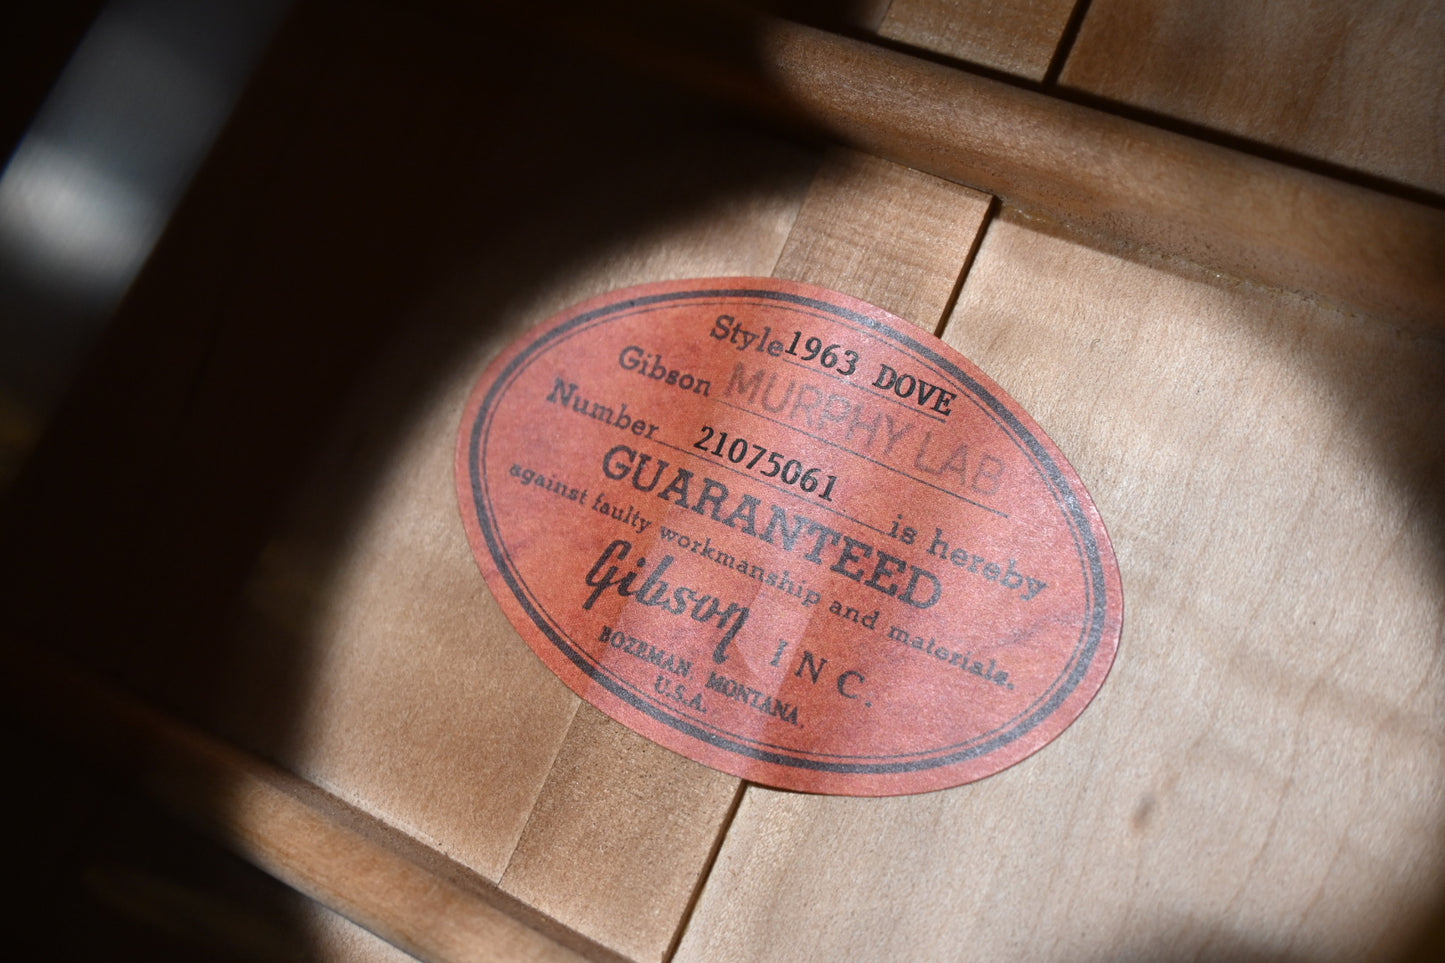 Style 1963 DOVE
Gibson MURPHY LAB
Number 21075061 is hereby
GUARANTEED
against faulty workmanship and materials.
Gibson INC.
BOZEMAN MONTANA.
U.S.A.